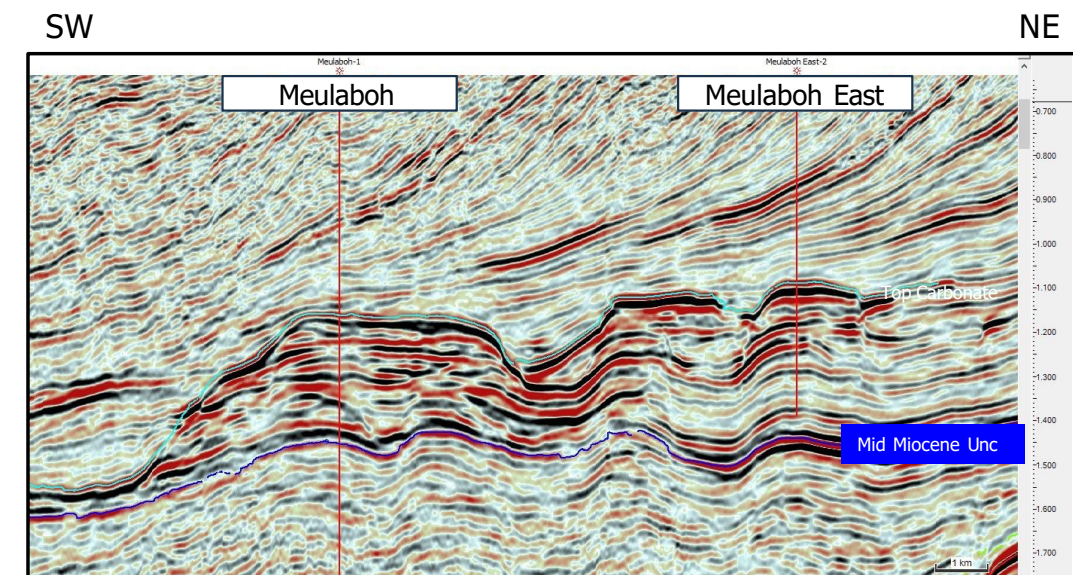 SW
NE
Meulaboh-1
Meulaboh East-2
Meulaboh
Meulaboh East
-0.700
-0.800
-0.900
-1.000
-1.100
Top Carbonate
-1.200
-1.300
-1.400
Mid Miocene Unc
-1.500
-1.600
-1.700
1 km